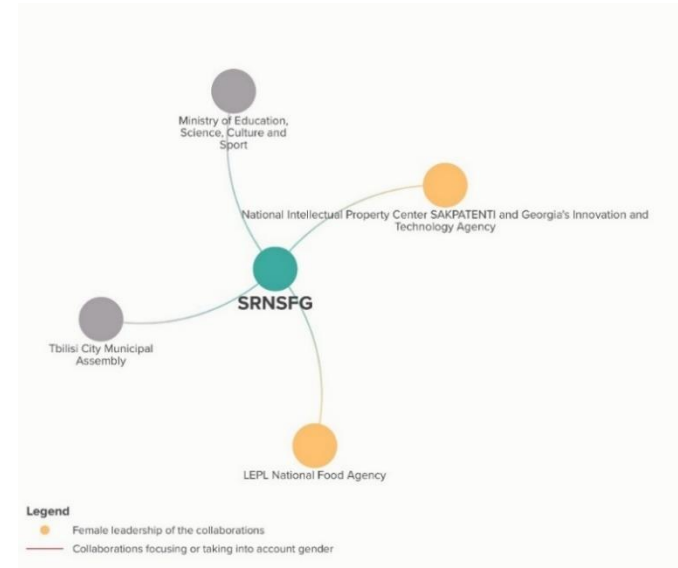 Ministry of Education,
Science, Culture and
Sport
National Intellectual Property Center SAKPATENTI and Georgia's Innovation and
Technology Agency
SRNSFG
Tbilisi City Municipal
Assembly
LEPL National Food Agency
Legend
Female leadership of the collaborations
Collaborations focusing or taking into account gender